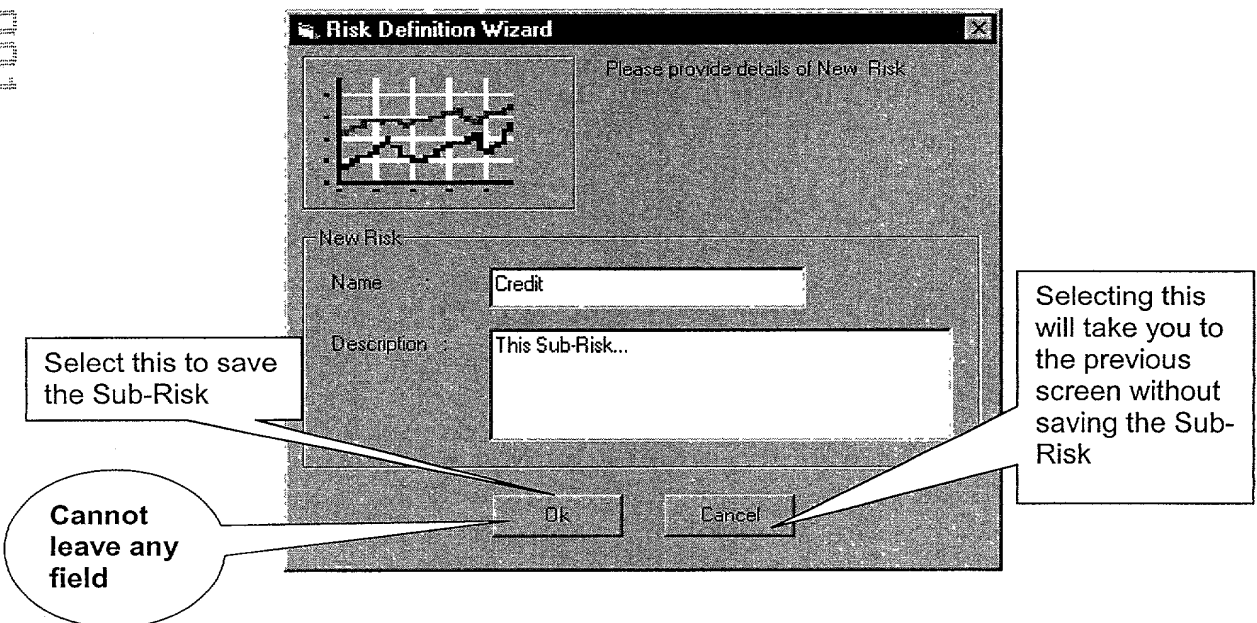 Risk Definition Wizard
Please provide details of New Risk
New Risk
Name :
Credit
Description :
This Sub-Risk...
Ok
Cancel
Select this to save
the Sub-Risk
Cannot
leave any
field
Selecting this
will take you to
the previous
screen without
saving the Sub-
Risk